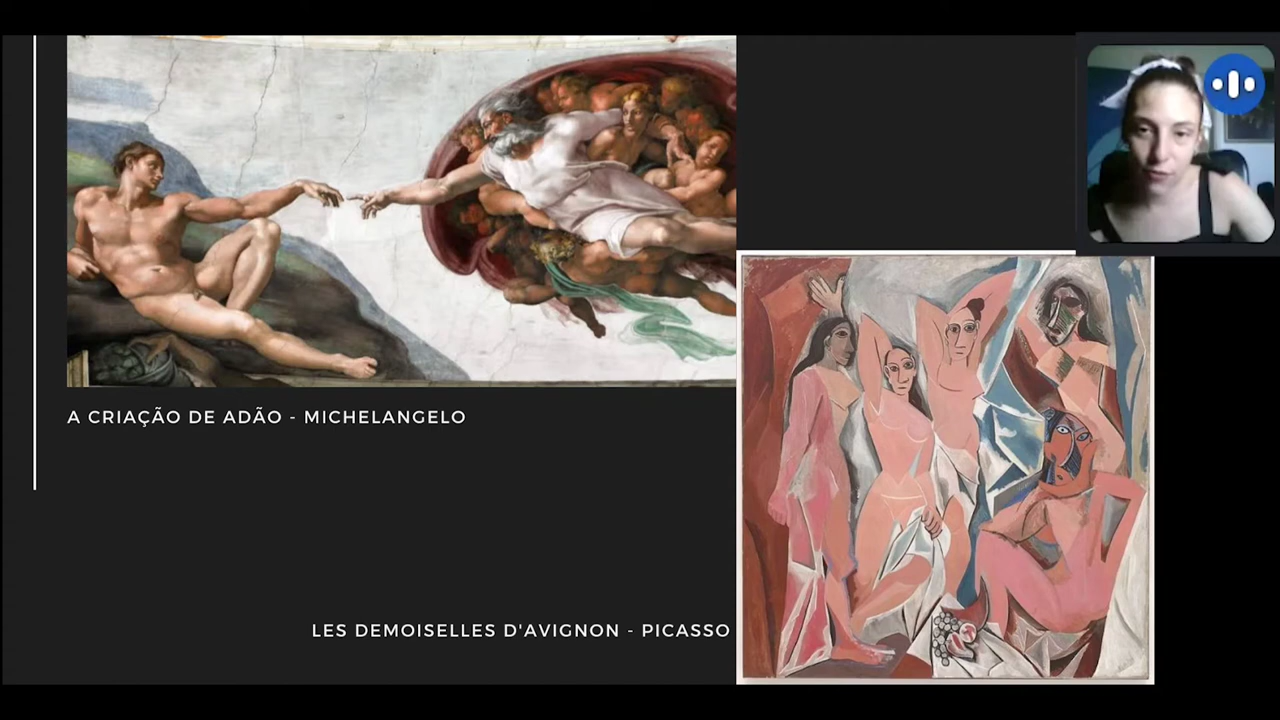 A CRIAÇÃO DE ADÃO - MICHELANGELO
LES DEMOISELLES D'AVIGNON - PICASSO